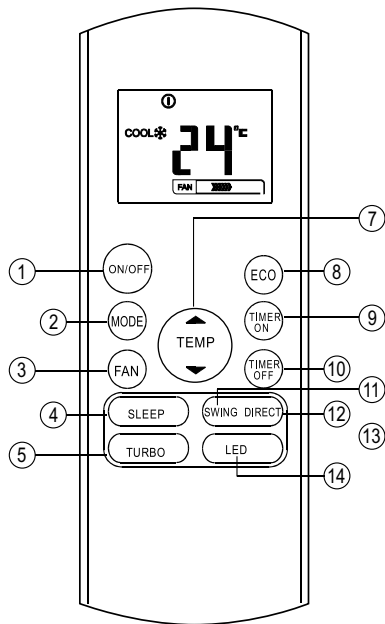 COOL 24°C
FAN
7
1 ON/OFF ECO 8
2 MODE TIMER ON 9
TEMP
3 FAN TIMER OFF 10
11
4 SLEEP SWING DIRECT 12
13
5 TURBO LED
14